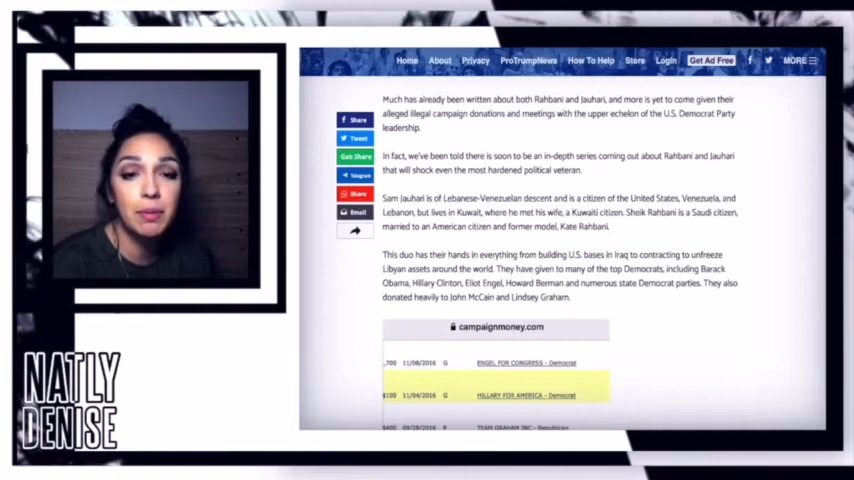 Home About Privacy ProTrumpNews How To Help Store Login Get Ad Free MORE
Share
Tweet
Gab Share
Telegram
Share
Email
Much has already been written about both Rahbani and Jauhari, and more is yet to come given their
alleged illegal campaign donations and meetings with the upper echelon of the U.S. Democrat Party
leadership.
In fact, we've been told there is soon to be an in-depth series coming out about Rahbani and Jauhari
that will shock even the most hardened political veteran.
Sam Jauhari is of Lebanese-Venezuelan descent and is a citizen of the United States, Venezuela, and
Lebanon, but lives in Kuwait, where he met his wife, a Kuwaiti citizen. Sheik Rahbani is a Saudi citizen,
married to an American citizen and former model, Kate Rahbani.
This duo has their hands in everything from building U.S. bases in Iraq to contracting to unfreeze
Libyan assets around the world. They have given to many of the top Democrats, including Barack
Obama, Hillary Clinton, Eliot Engel, Howard Berman and numerous state Democrat parties. They also
donated heavily to John McCain and Lindsey Graham.
campaignmoney.com
,700 11/08/2016 G ENGEL FOR CONGRESS - Democrat
$100 11/04/2016 G HILLARY FOR AMERICA - Democrat
$400 09/28/2016 P TEAM GRAHAM INC - Republican
NATLY
DENISE